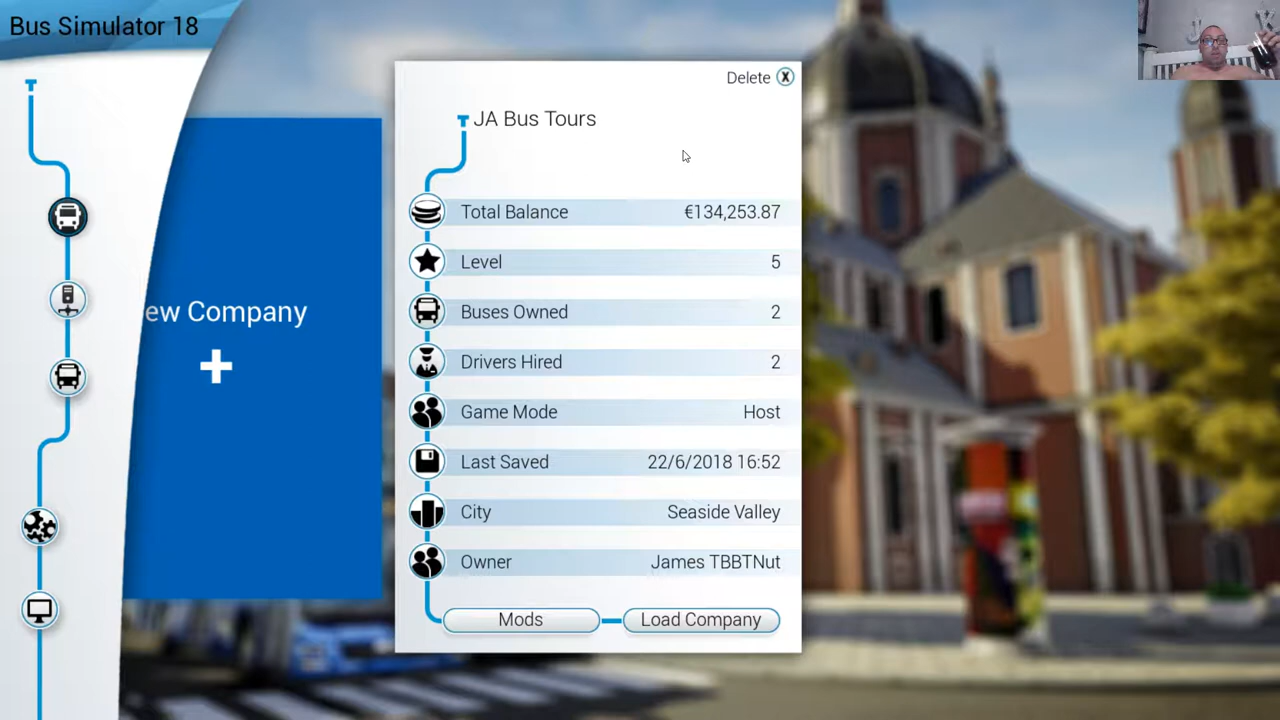 Bus Simulator 18
Delete X
JA Bus Tours
Total Balance €134,253.87
Level 5
Buses Owned 2
Drivers Hired 2
Game Mode Host
Last Saved 22/6/2018 16:52
City Seaside Valley
Owner James TBBTNut
Mods Load Company
ew Company